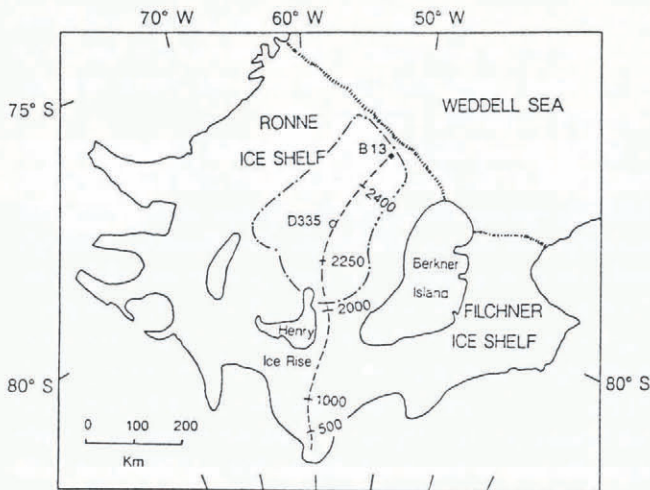 70° W
60° W
50° W
75° S
WEDDELL SEA
RONNE
ICE SHELF
B13
2400
D335
2250
Berkner
Island
2000
FILCHNER
ICE SHELF
Henry
Ice Rise
80° S
80° S
1000
500
0 100 200
Km